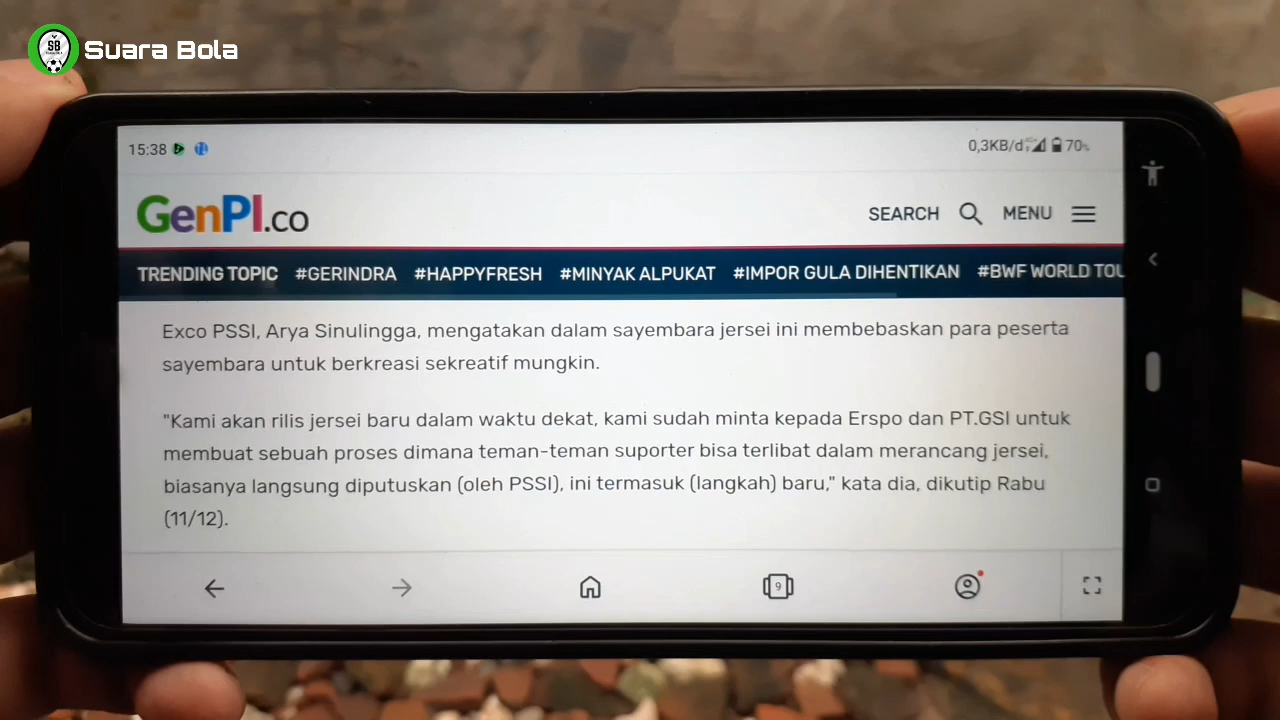 SB
Suara Bola
15:38
0,3KB/d
70%
GenPI.co
SEARCH
MENU
TRENDING TOPIC #GERINDRA #HAPPYFRESH #MINYAK ALPUKAT #IMPOR GULA DIHENTIKAN #BWF WORLD TOU
Exco PSSI, Arya Sinulingga, mengatakan dalam sayembara jersei ini membebaskan para peserta
sayembara untuk berkreasi sekreatif mungkin.
"Kami akan rilis jersei baru dalam waktu dekat, kami sudah minta kepada Erspo dan PT.GSI untuk
membuat sebuah proses dimana teman-teman suporter bisa terlibat dalam merancang jersei,
biasanya langsung diputuskan (oleh PSSI), ini termasuk (langkah) baru," kata dia, dikutip Rabu
(11/12).
9